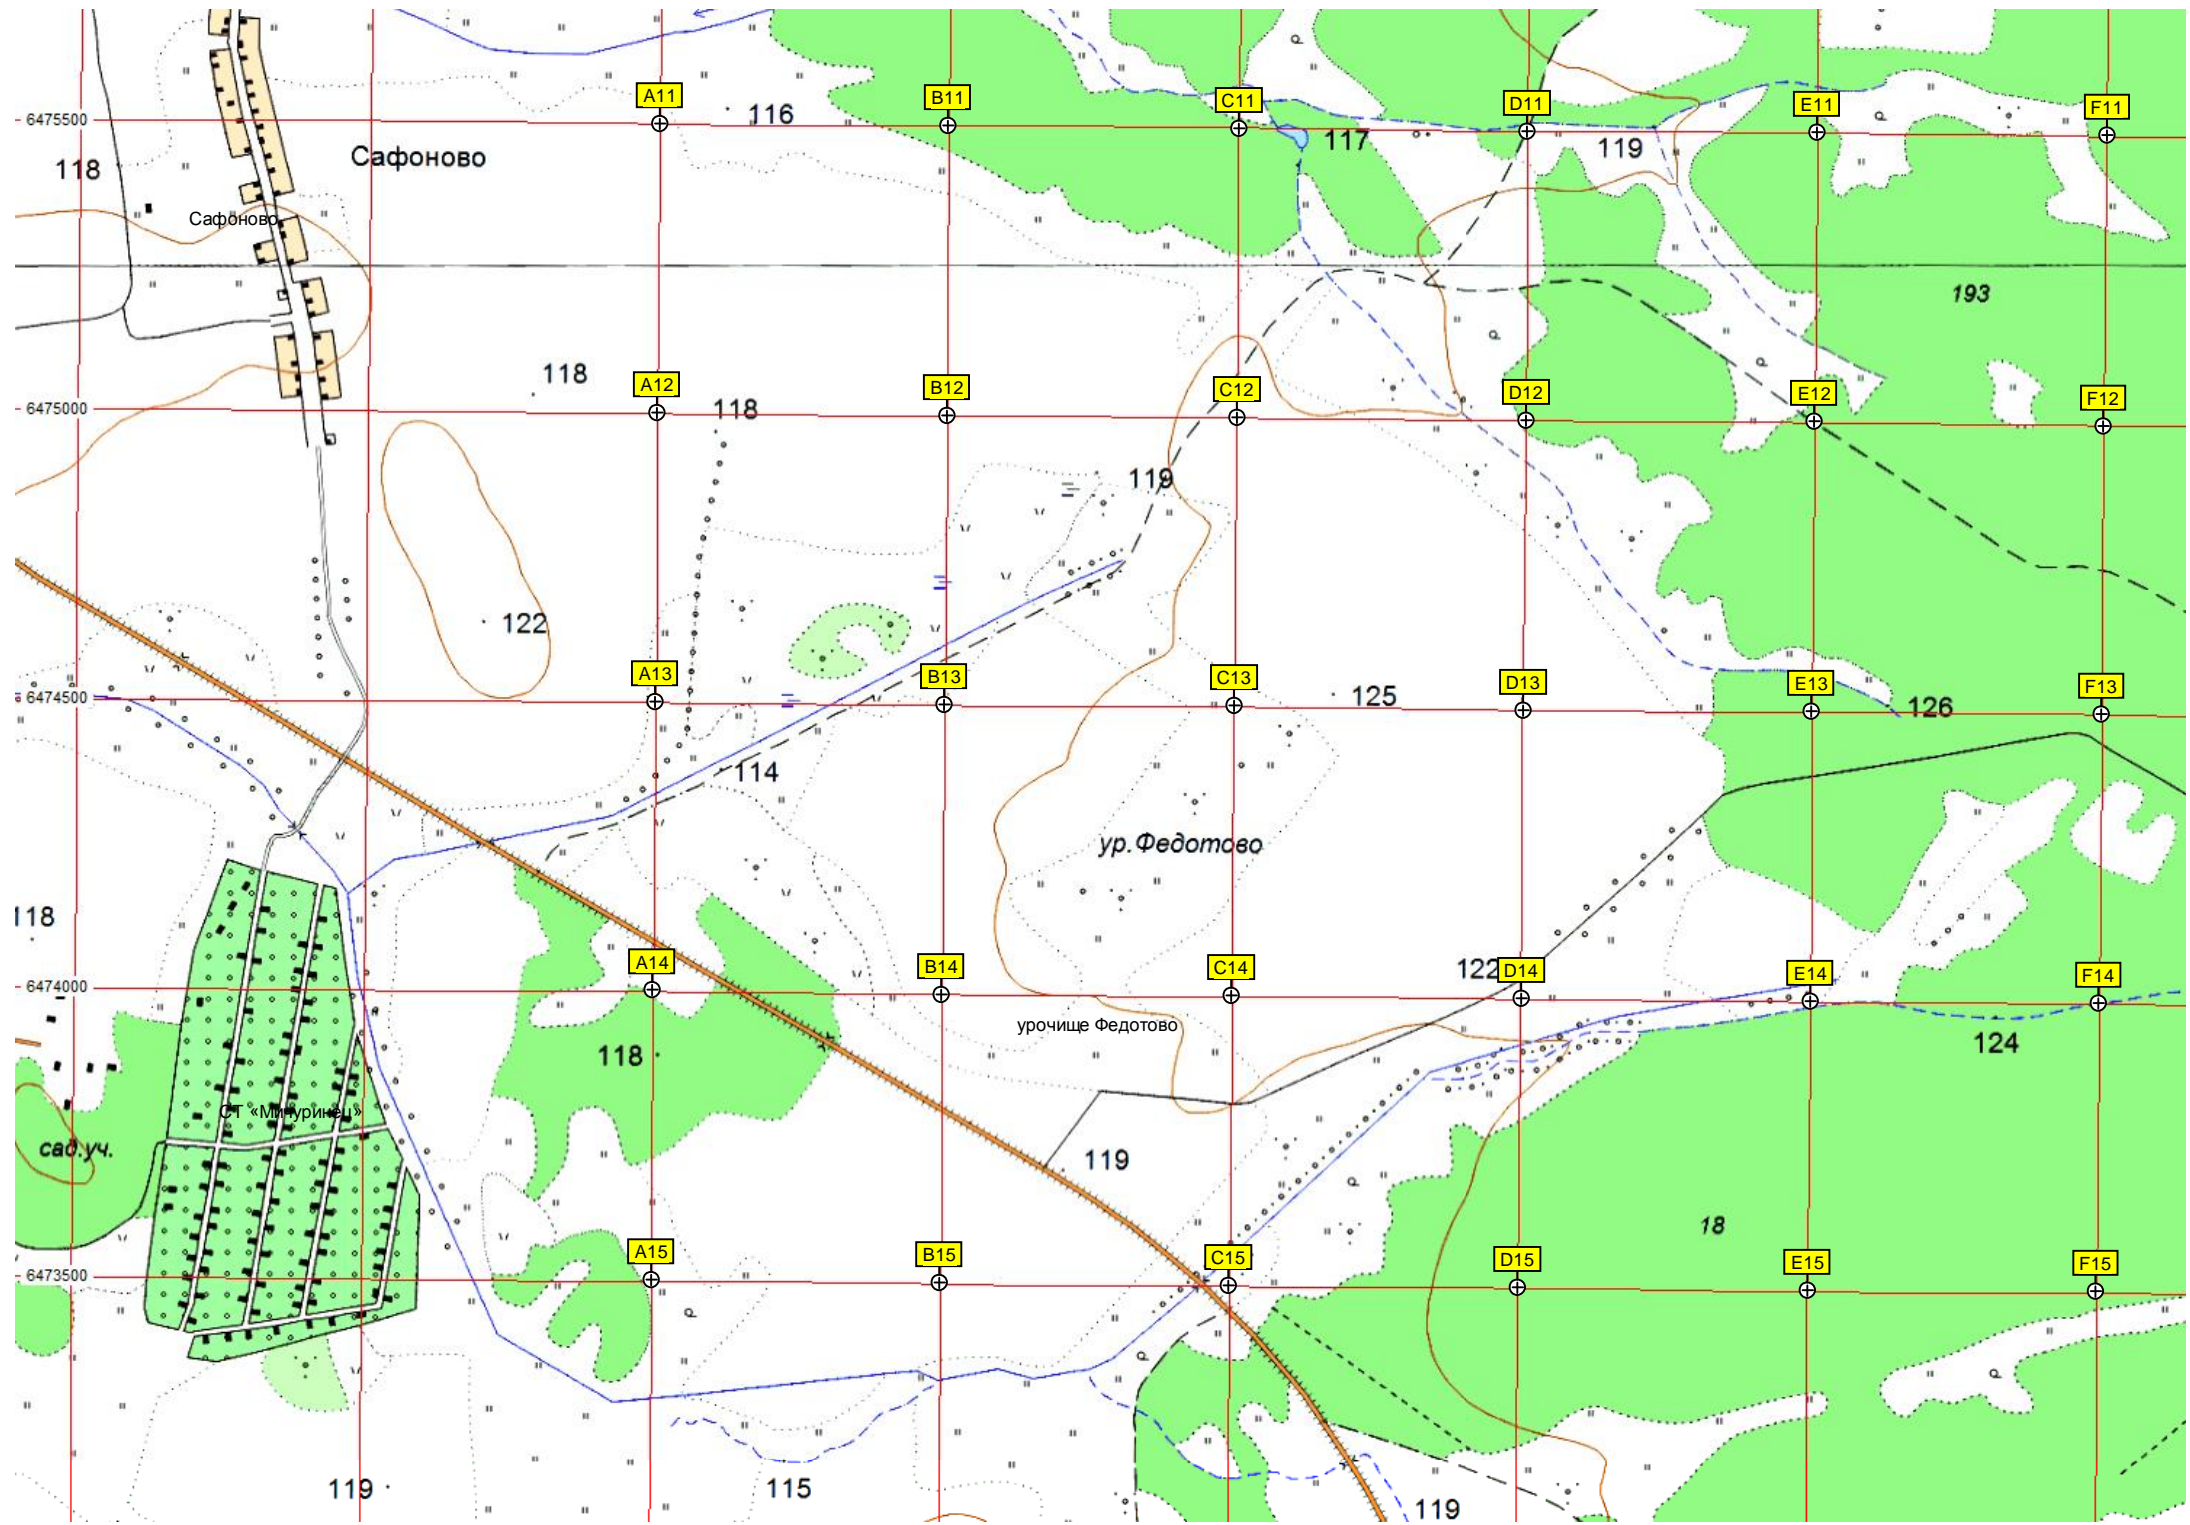 A11
B11
C11
D11
E11
F11
6475500
116
117
119
118
Сафоново
Сафоново
193
118
A12
B12
C12
D12
E12
F12
6475000
118
119
122
A13
B13
C13
D13
E13
F13
6474500
125
126
114
ур.Федотово
118
122
A14
B14
C14
D14
E14
F14
6474000
урочище Федотово
118
124
СТ «Мичуринец»
сад.уч.
119
18
A15
B15
C15
D15
E15
F15
6473500
119
115
119